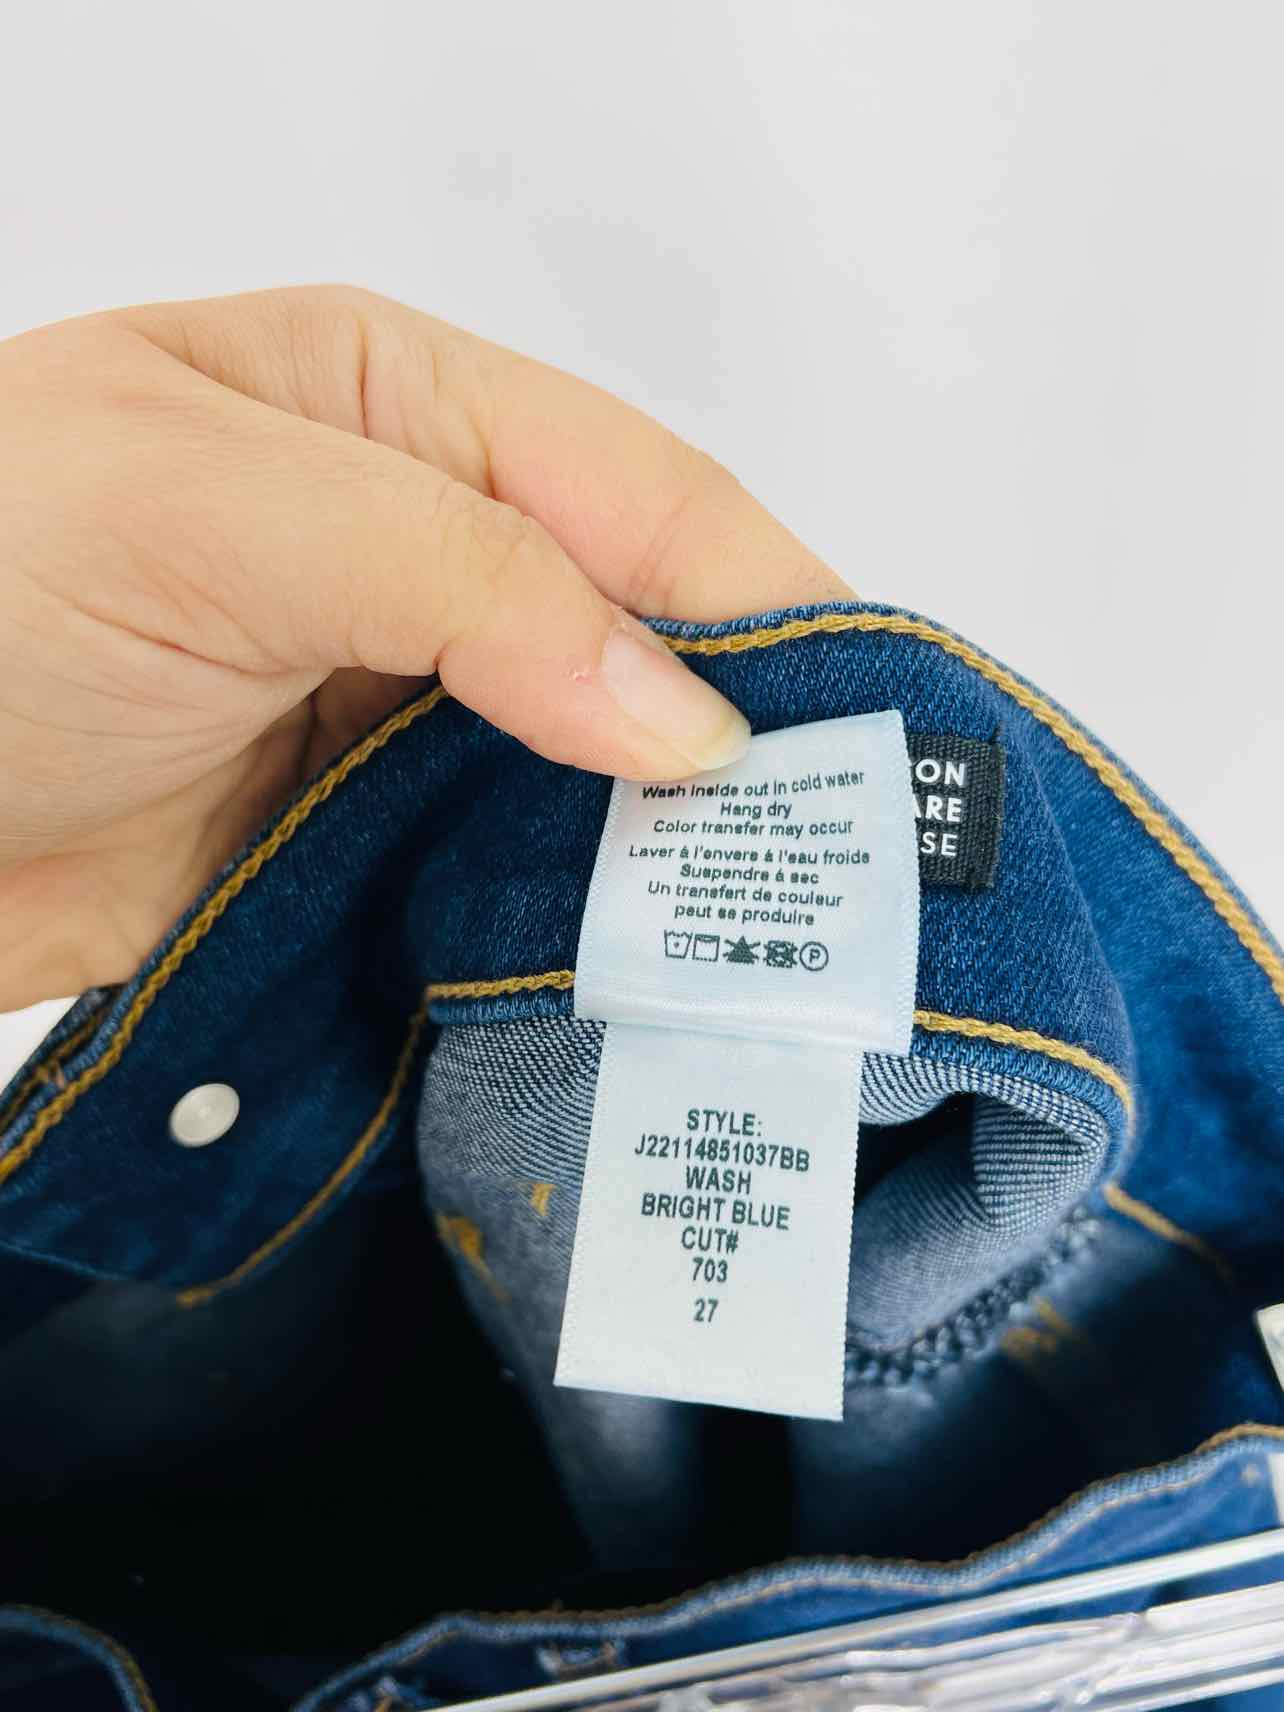 Wash inside out in cold water
Hang dry
Color transfer may occur
Laver à l'envers à l'eau froide
Suspendre à sec
Un transfert de couleur
peut se produire
P
STYLE:
J22114851037BB
WASH
BRIGHT BLUE
CUT#
703
27